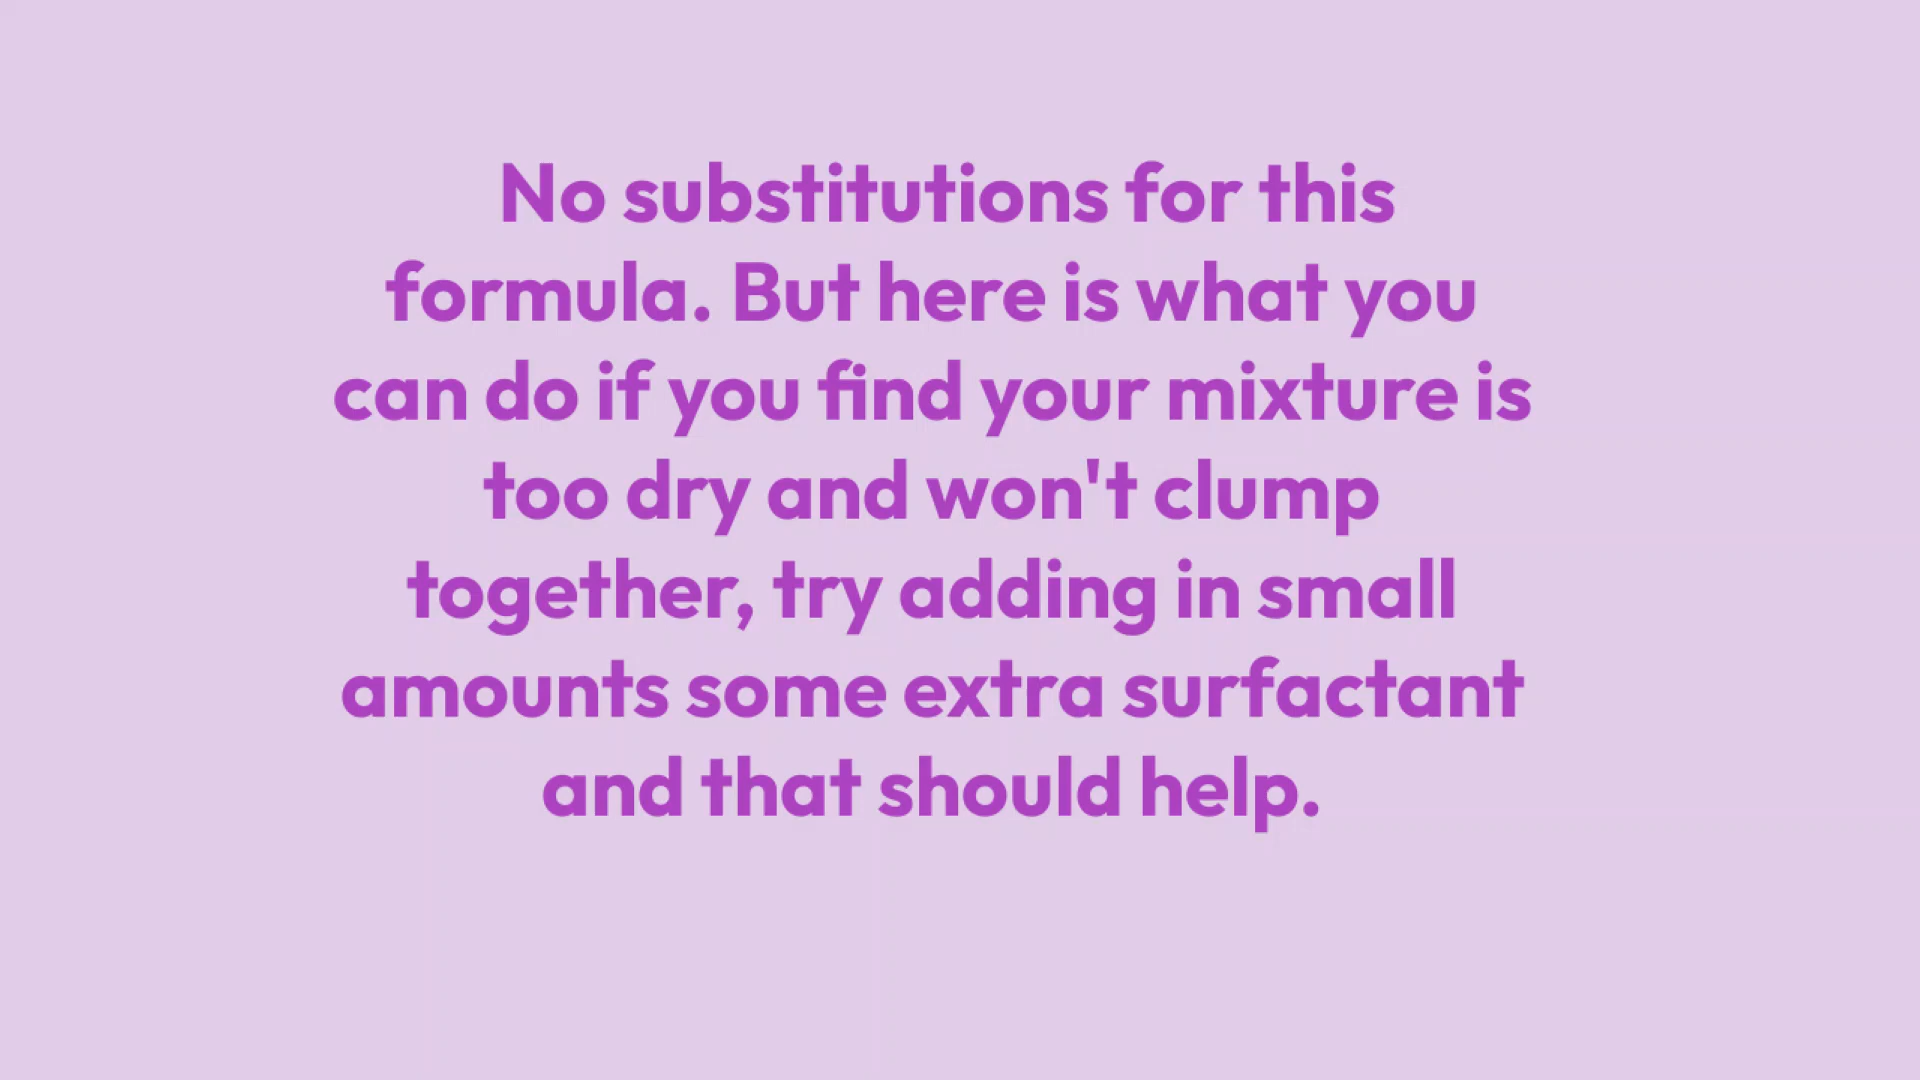 No substitutions for this
formula. But here is what you
can do if you find your mixture is
too dry and won't clump
together, try adding in small
amounts some extra surfactant
and that should help.